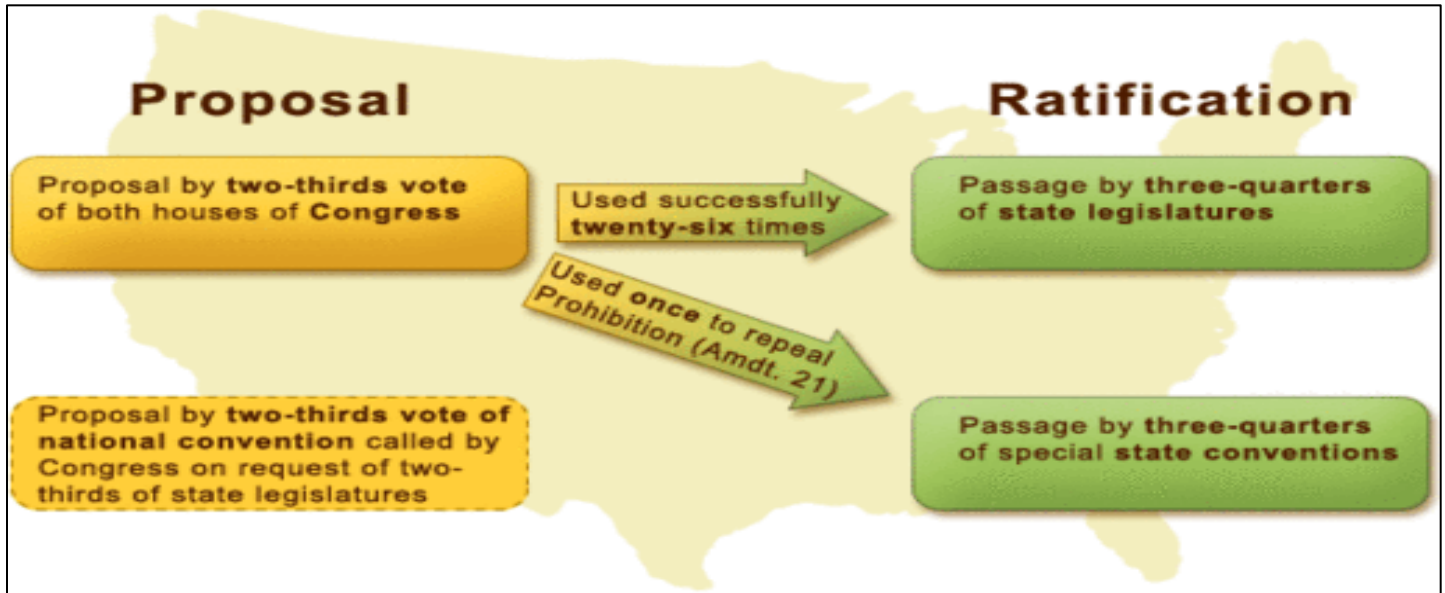 Proposal
Ratification
Proposal by two-thirds vote
of both houses of Congress
Used successfully
twenty-six times
Passage by three-quarters
of state legislatures
Used once to repeal
Prohibition (Amdt. 21)
Proposal by two-thirds vote of
national convention called by
Congress on request of two-
thirds of state legislatures
Passage by three-quarters
of special state conventions